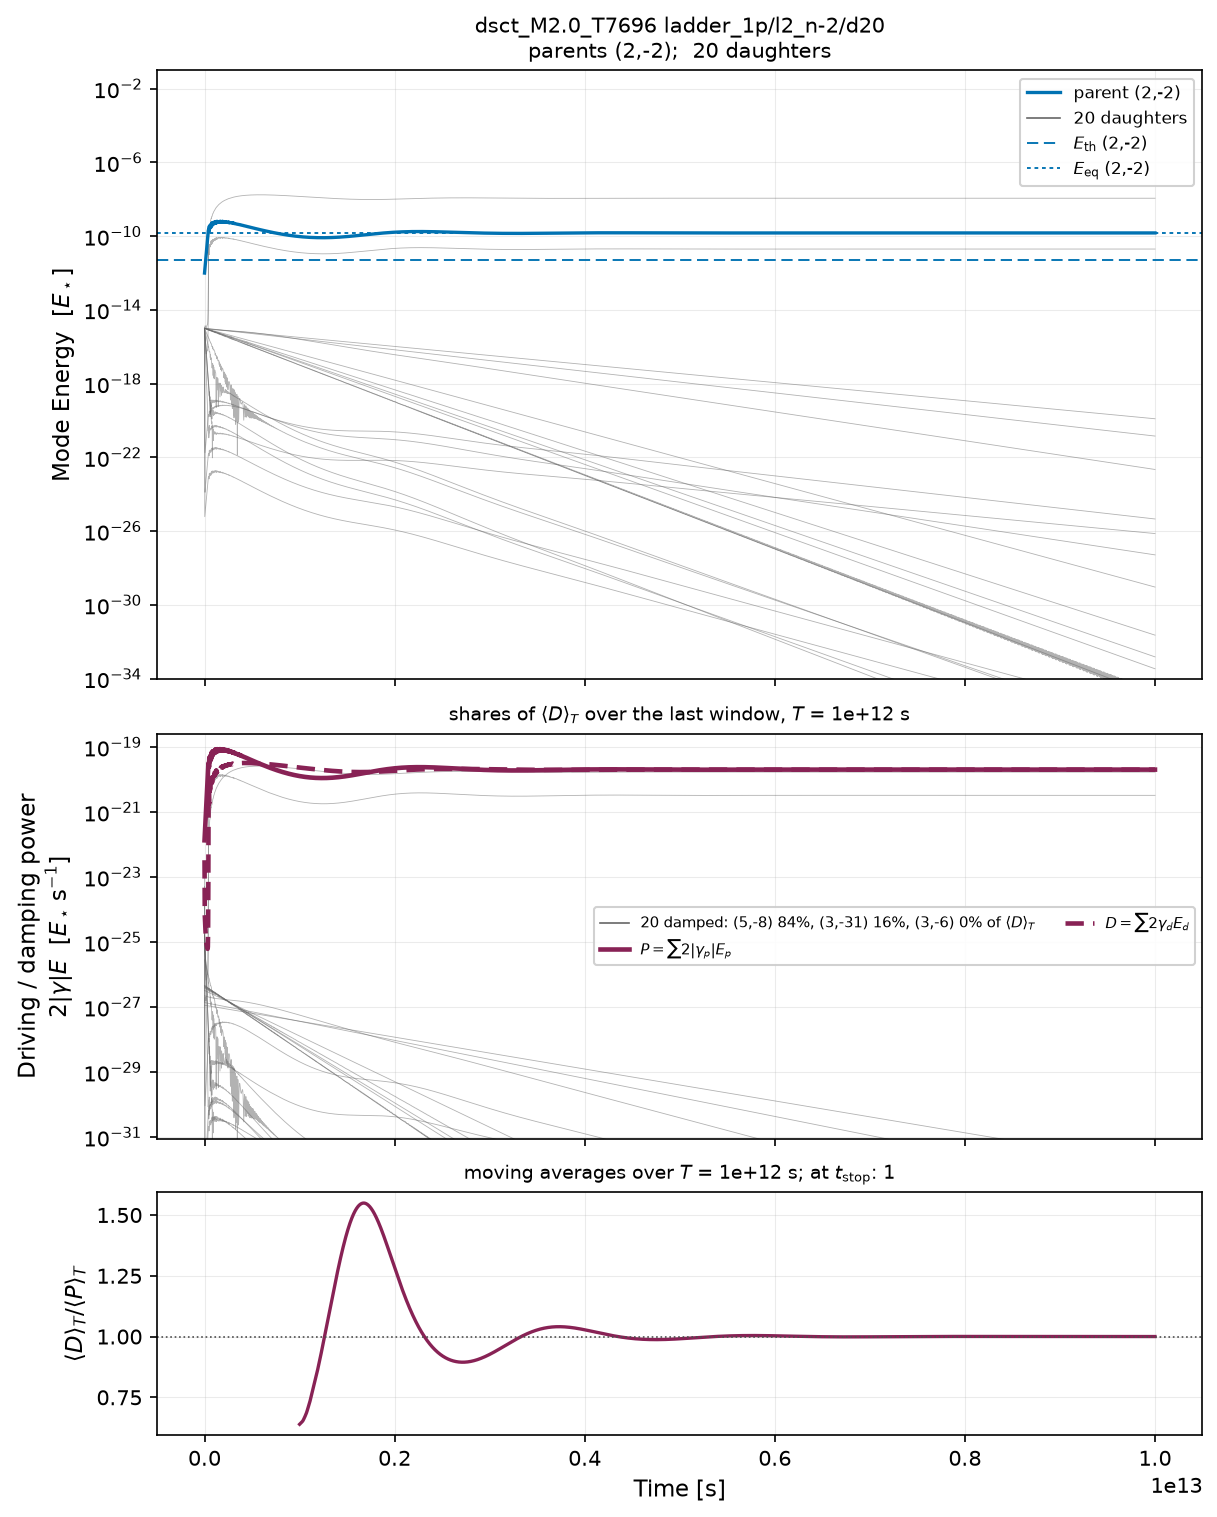 dsct_M2.0_T7696 ladder_1p/l2_n-2/d20
parents (2,-2);  20 daughters
Mode Energy  [E⋆]
10⁻²
10⁻⁶
10⁻¹⁰
10⁻¹⁴
10⁻¹⁸
10⁻²²
10⁻²⁶
10⁻³⁰
10⁻³⁴
parent (2,-2)
20 daughters
E_th (2,-2)
E_eq (2,-2)
shares of ⟨D⟩_T over the last window, T = 1e+12 s
Driving / damping power
2|γ|E  [E⋆ s⁻¹]
10⁻¹⁹
10⁻²¹
10⁻²³
10⁻²⁵
10⁻²⁷
10⁻²⁹
10⁻³¹
20 damped: (5,-8) 84%, (3,-31) 16%, (3,-6) 0% of ⟨D⟩_T
P = ∑2|γ_p|E_p
D = ∑2γ_dE_d
moving averages over T = 1e+12 s; at t_stop: 1
⟨D⟩_T/⟨P⟩_T
1.50
1.25
1.00
0.75
0.0 0.2 0.4 0.6 0.8 1.0
1e13
Time [s]